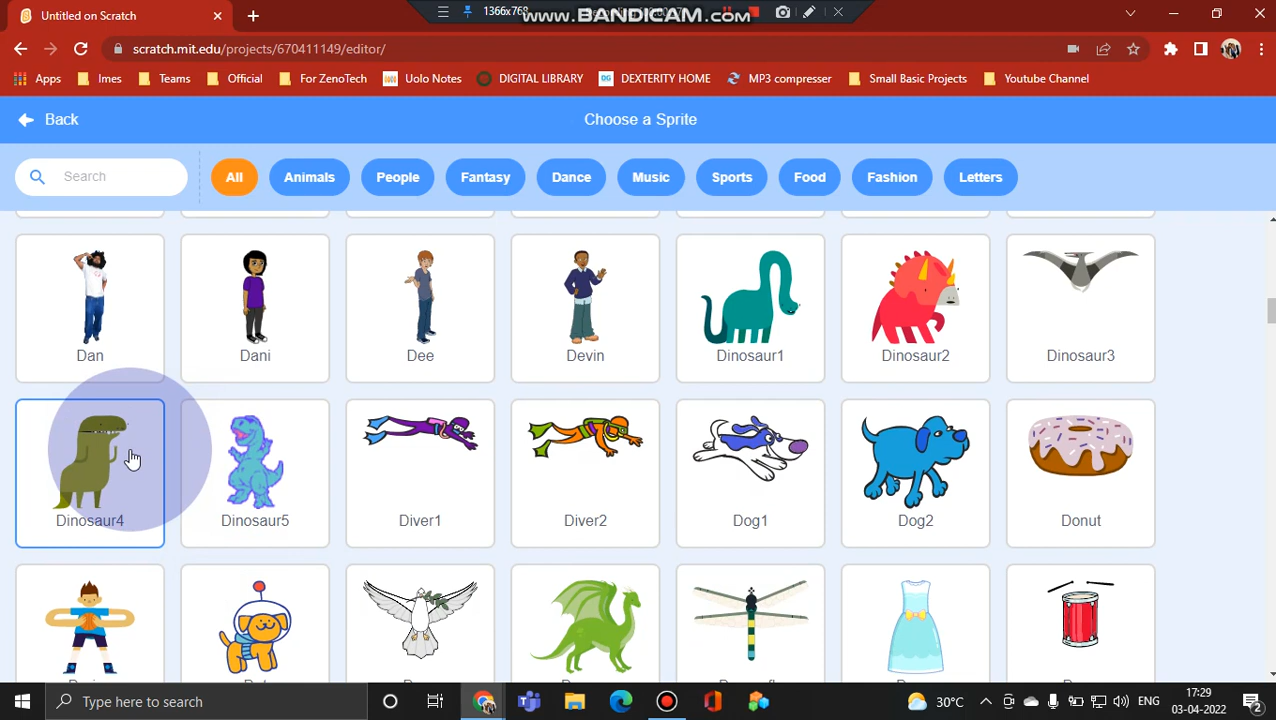 Untitled on Scratch
1366x768
www.BANDICAM.com
scratch.mit.edu/projects/670411149/editor/
Apps Imes Teams Official For ZenoTech Uolo Notes DIGITAL LIBRARY DEXTERITY HOME MP3 compresser Small Basic Projects Youtube Channel
Back Choose a Sprite
Search All Animals People Fantasy Dance Music Sports Food Fashion Letters
Dan Dani Dee Devin Dinosaur1 Dinosaur2 Dinosaur3
Dinosaur4 Dinosaur5 Diver1 Diver2 Dog1 Dog2 Donut
Type here to search 30°C ENG 17:29
03-04-2022 2